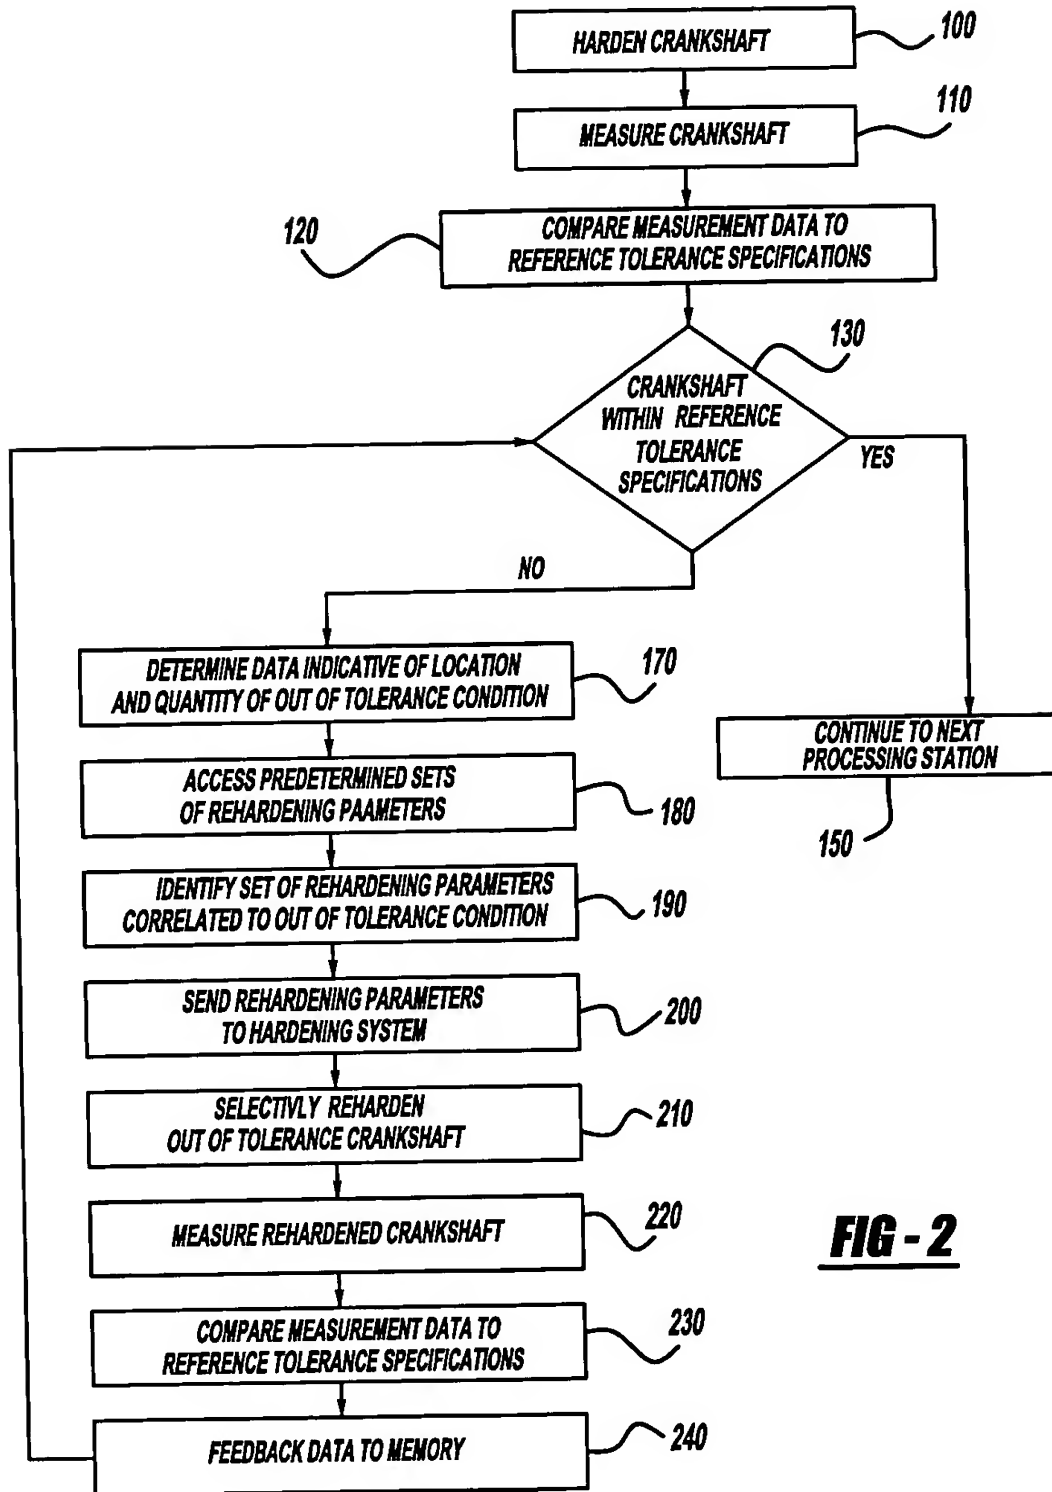 HARDEN CRANKSHAFT
100
MEASURE CRANKSHAFT
110
COMPARE MEASUREMENT DATA TO
REFERENCE TOLERANCE SPECIFICATIONS
120
130
CRANKSHAFT
WITHIN REFERENCE
TOLERANCE
SPECIFICATIONS
YES
NO
DETERMINE DATA INDICATIVE OF LOCATION
AND QUANTITY OF OUT OF TOLERANCE CONDITION
170
CONTINUE TO NEXT
PROCESSING STATION
150
ACCESS PREDETERMINED SETS
OF REHARDENING PAAMETERS
180
IDENTIFY SET OF REHARDENING PARAMETERS
CORRELATED TO OUT OF TOLERANCE CONDITION
190
SEND REHARDENING PARAMETERS
TO HARDENING SYSTEM
200
SELECTIVLY REHARDEN
OUT OF TOLERANCE CRANKSHAFT
210
MEASURE REHARDENED CRANKSHAFT
220
FIG - 2
COMPARE MEASUREMENT DATA TO
REFERENCE TOLERANCE SPECIFICATIONS
230
FEEDBACK DATA TO MEMORY
240